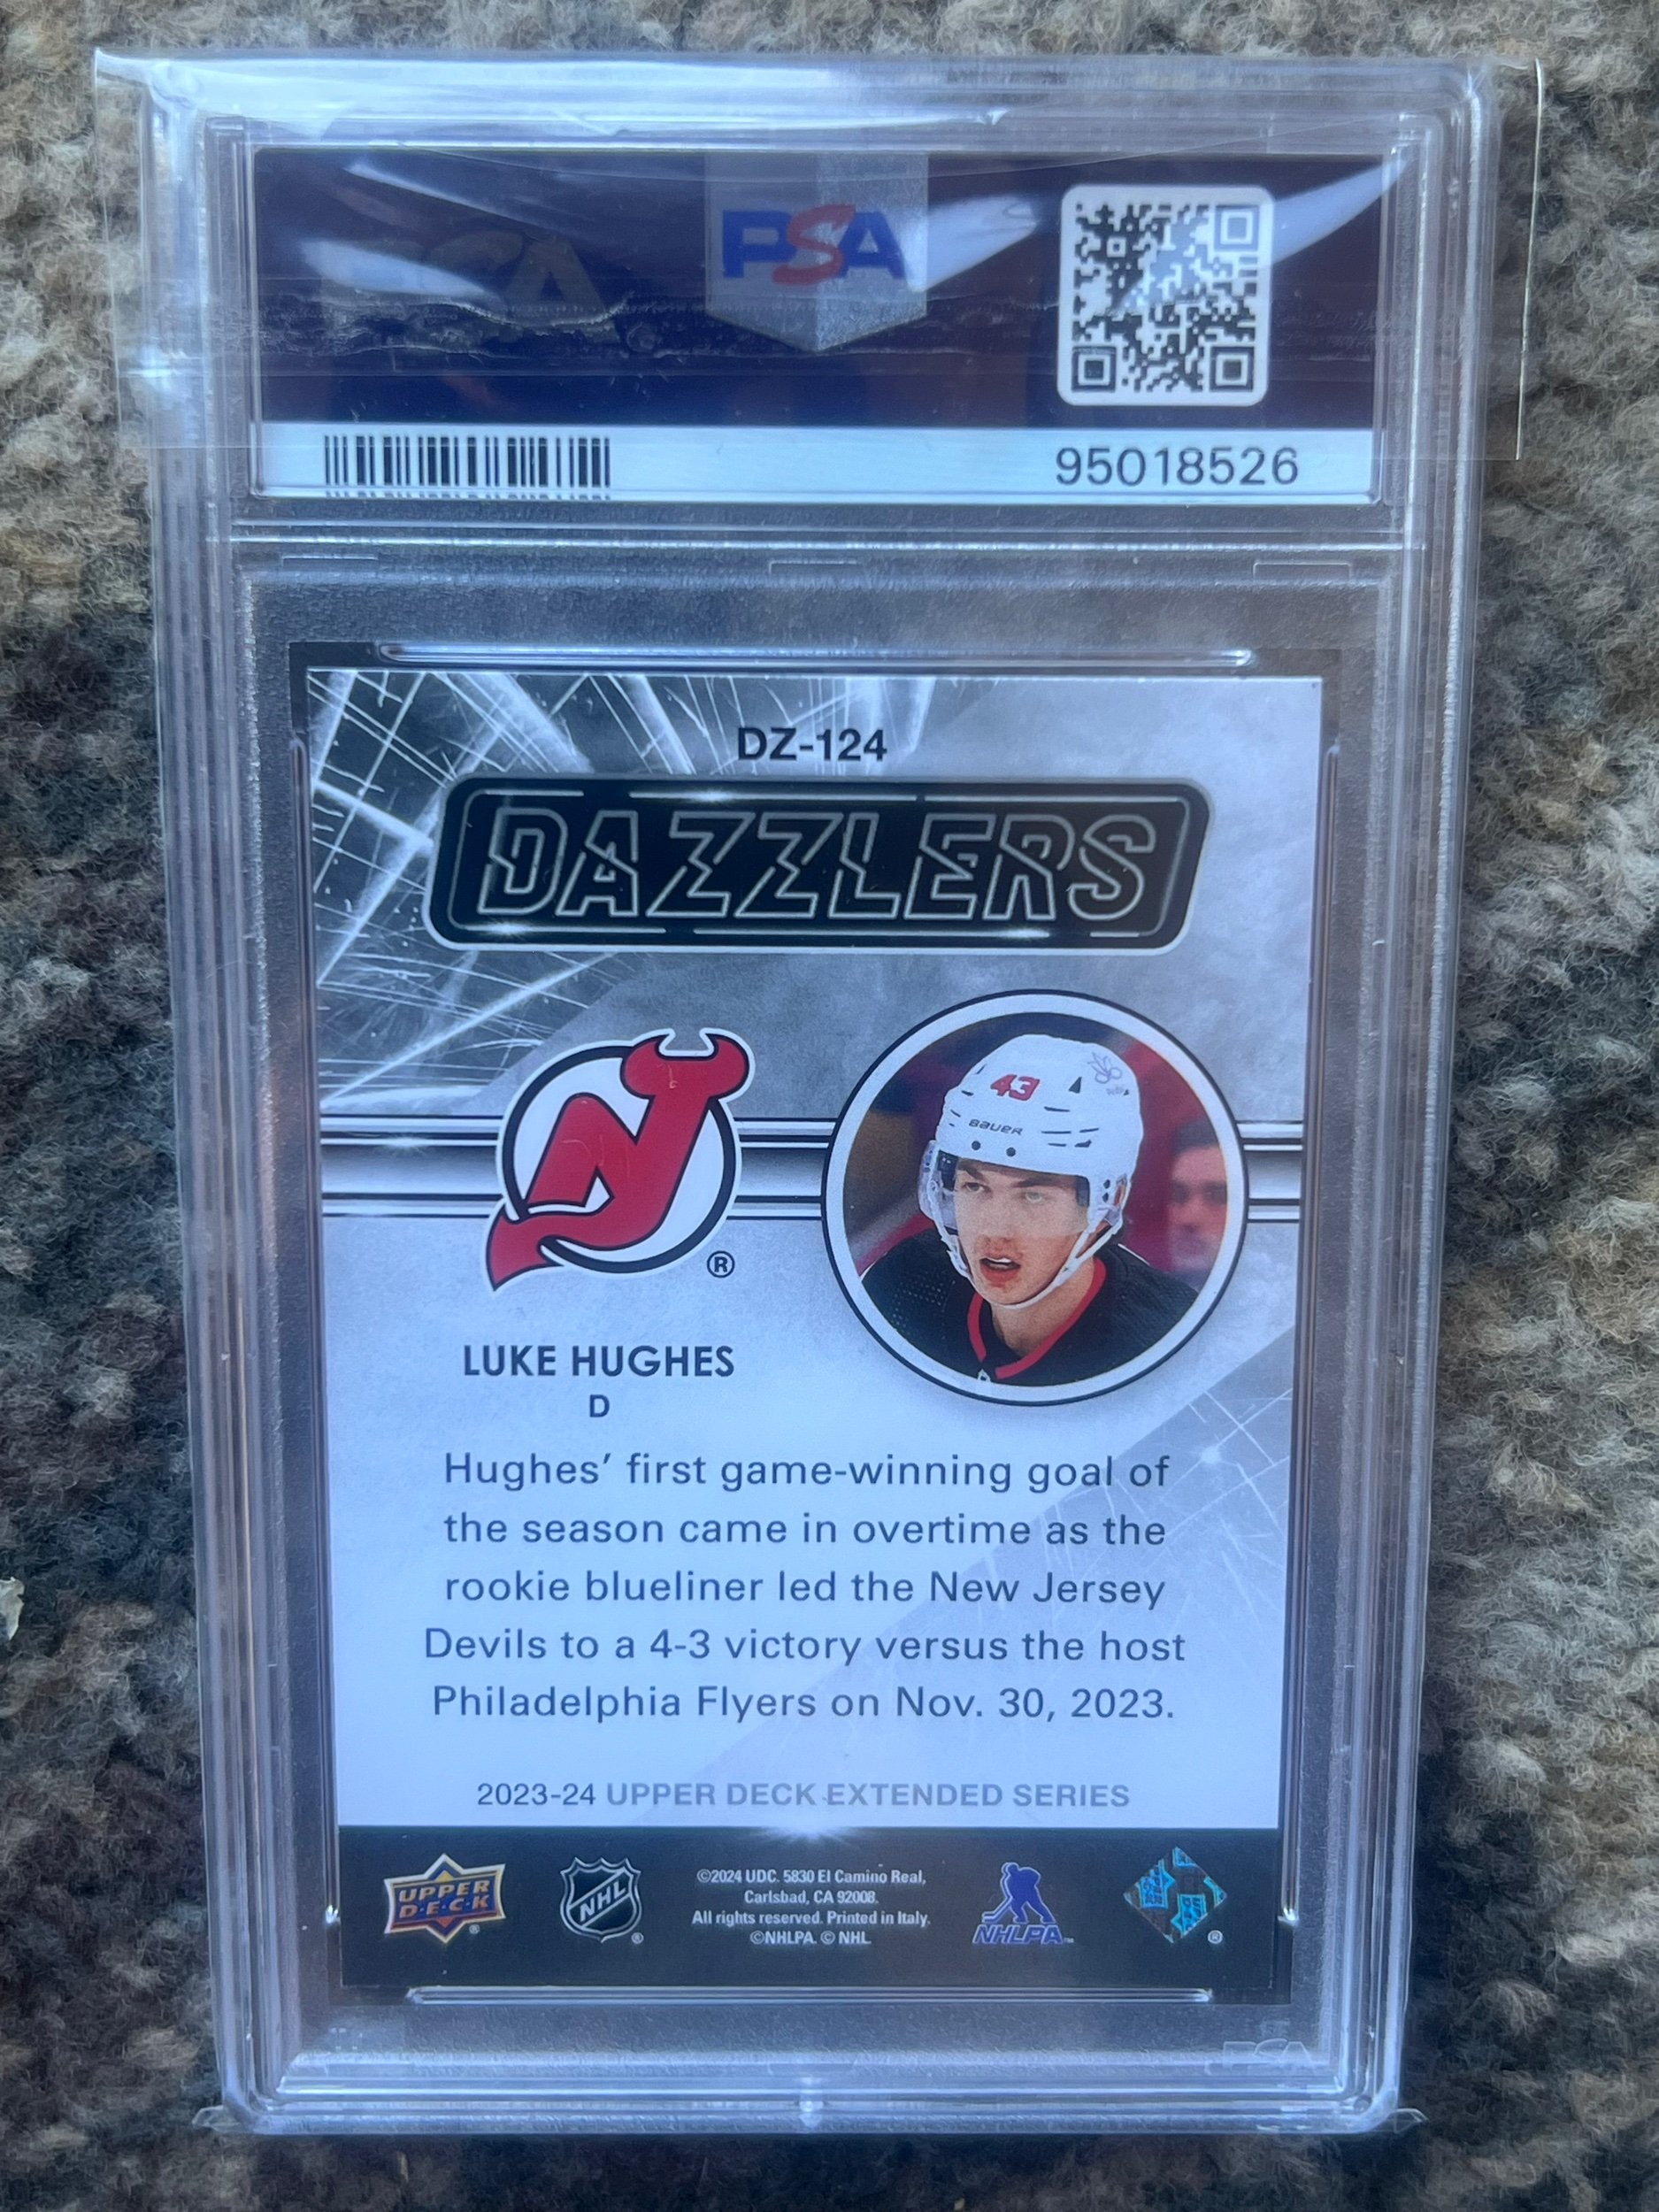 PSA
95018526
DZ-124
DAZZLERS
43
BAUER
NJ
®
LUKE HUGHES
D
Hughes' first game-winning goal of
the season came in overtime as the
rookie blueliner led the New Jersey
Devils to a 4-3 victory versus the host
Philadelphia Flyers on Nov. 30, 2023.
2023-24 UPPER DECK EXTENDED SERIES
UPPER
D·E·C·K
®
NHL
®
©2024 UDC. 5830 El Camino Real,
Carlsbad, CA 92008.
All rights reserved. Printed in Italy.
©NHLPA. © NHL
NHLPA™
®
PSA